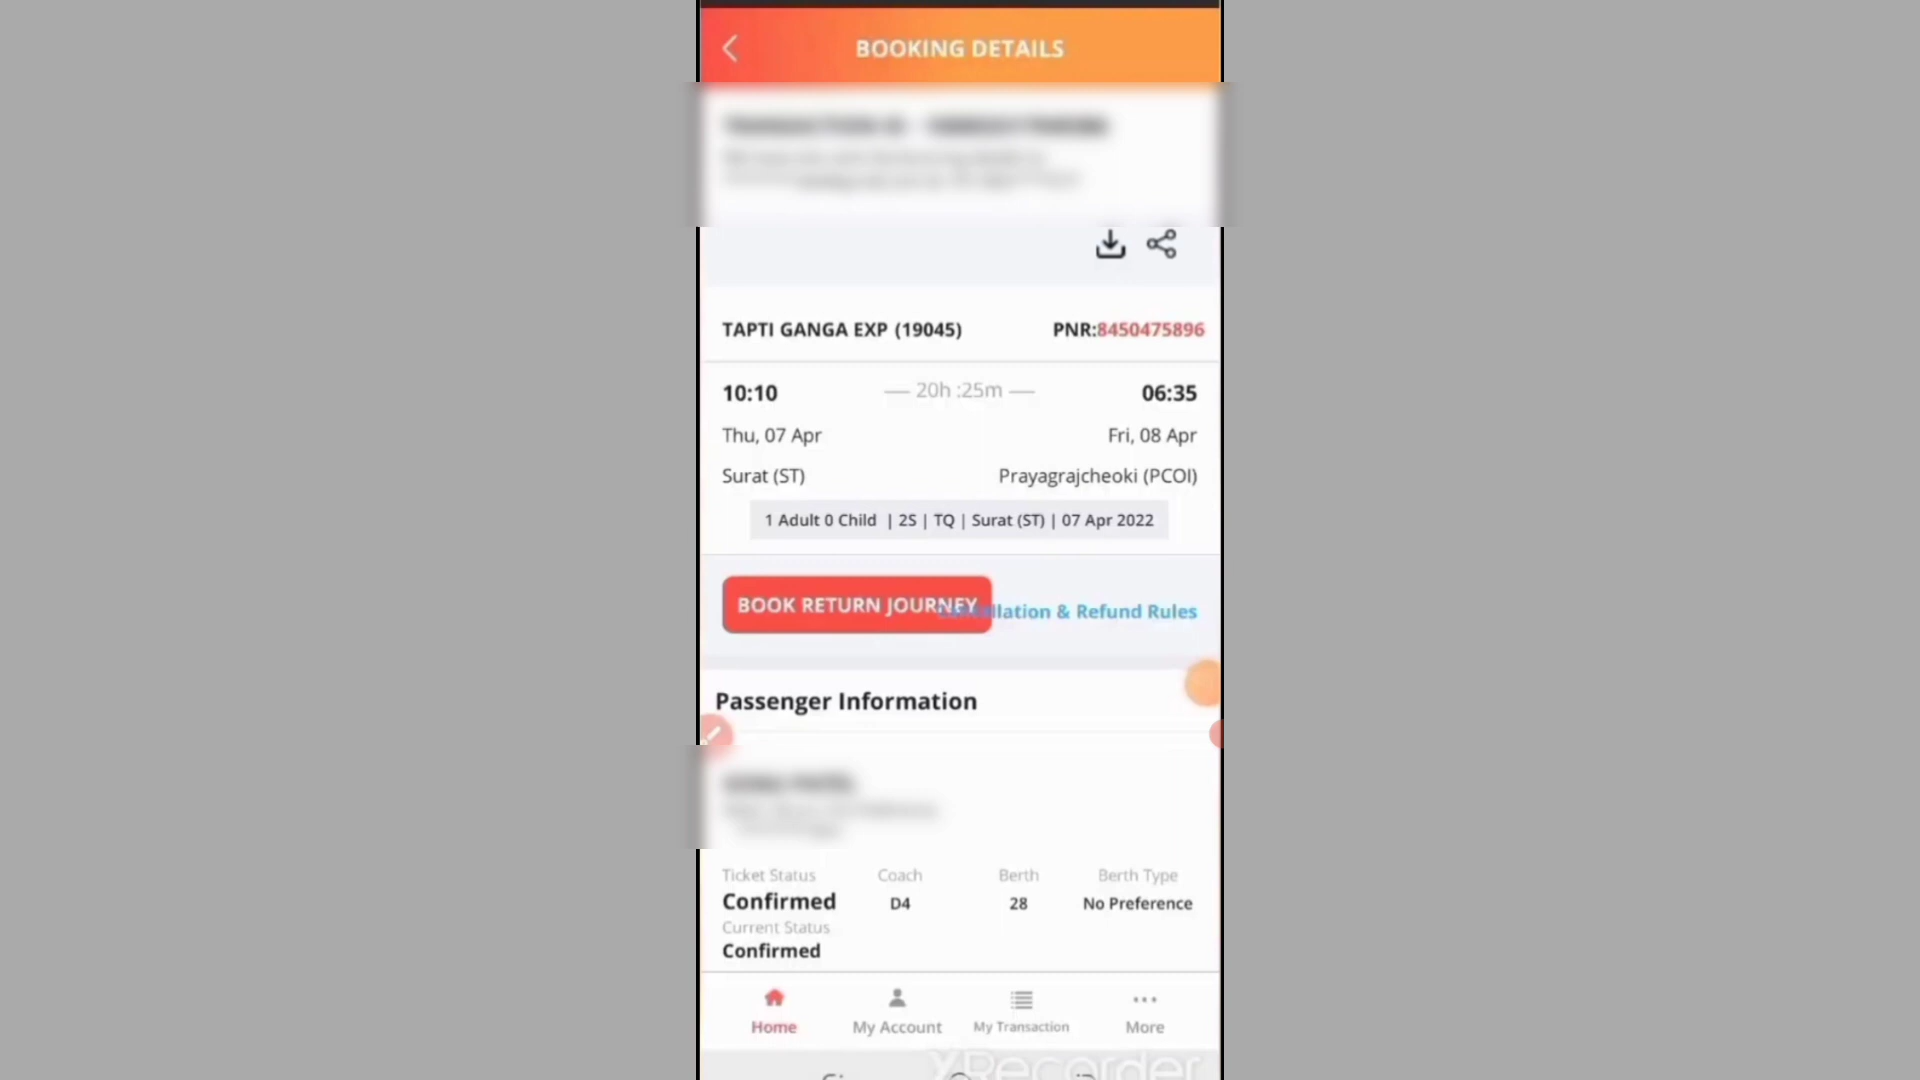 BOOKING DETAILS
TAPTI GANGA EXP (19045) PNR:8450475896
10:10 — 20h :25m — 06:35
Thu, 07 Apr Fri, 08 Apr
Surat (ST) Prayagrajcheoki (PCOI)
1 Adult 0 Child | 2S | TQ | Surat (ST) | 07 Apr 2022
BOOK RETURN JOURNEY
& Refund Rules
Passenger Information
Ticket Status Coach Berth Berth Type
Confirmed D4 28 No Preference
Current Status
Confirmed
Home My Account My Transaction More
XRecorder